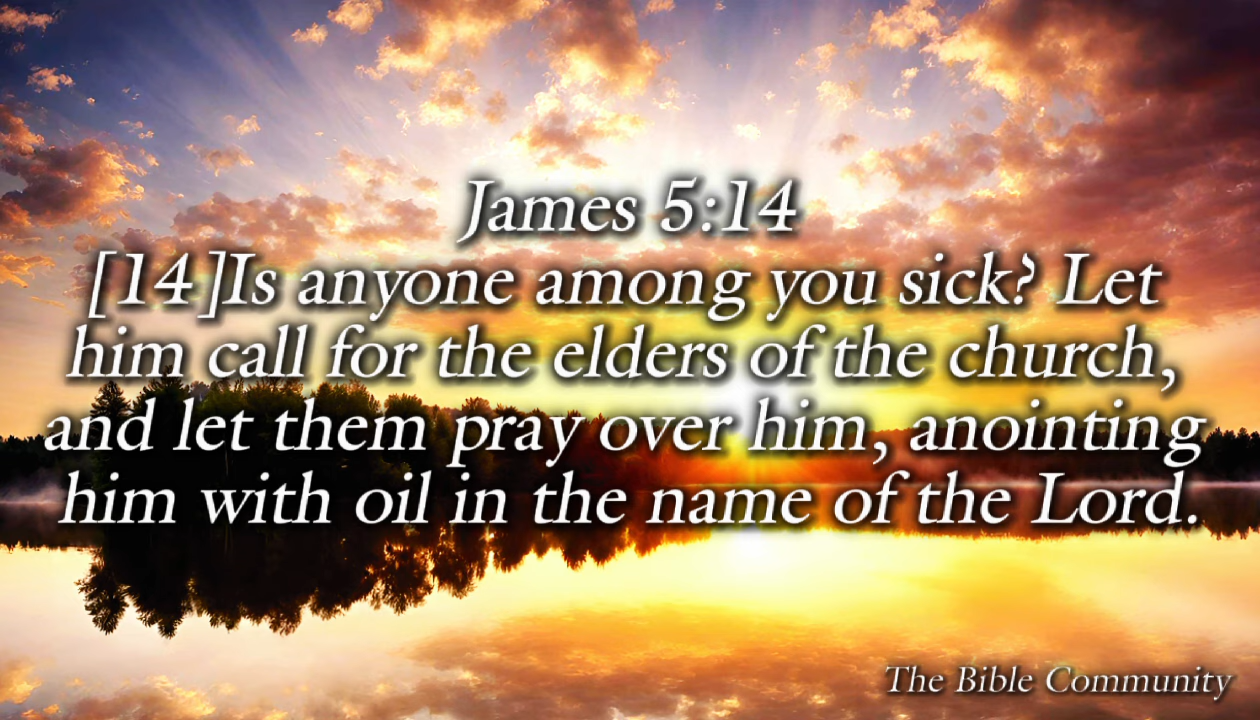 James 5:14
[14]Is anyone among you sick? Let
him call for the elders of the church,
and let them pray over him, anointing
him with oil in the name of the Lord.
The Bible Community